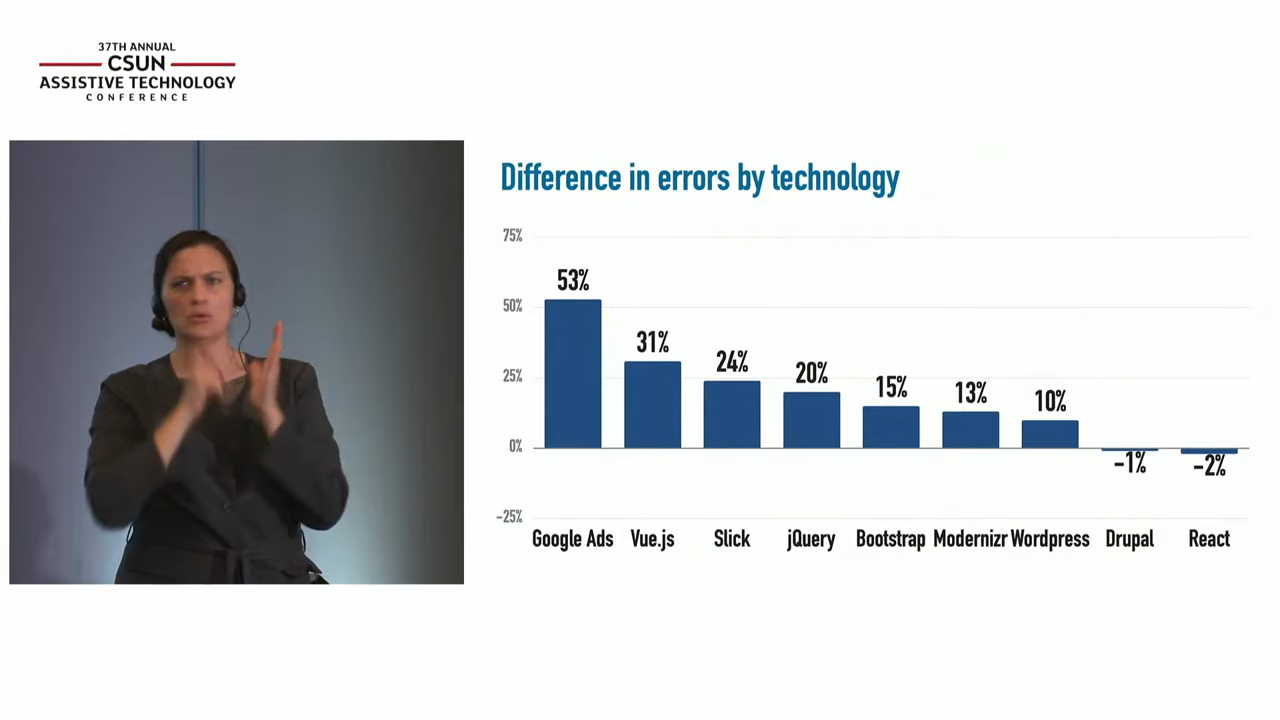 37TH ANNUAL
CSUN
ASSISTIVE TECHNOLOGY
CONFERENCE
Difference in errors by technology
75%
50%
25%
0%
−25%
53%
31%
24%
20%
15%
13%
10%
−1%
−2%
Google Ads Vue.js Slick jQuery Bootstrap Modernizr Wordpress Drupal React